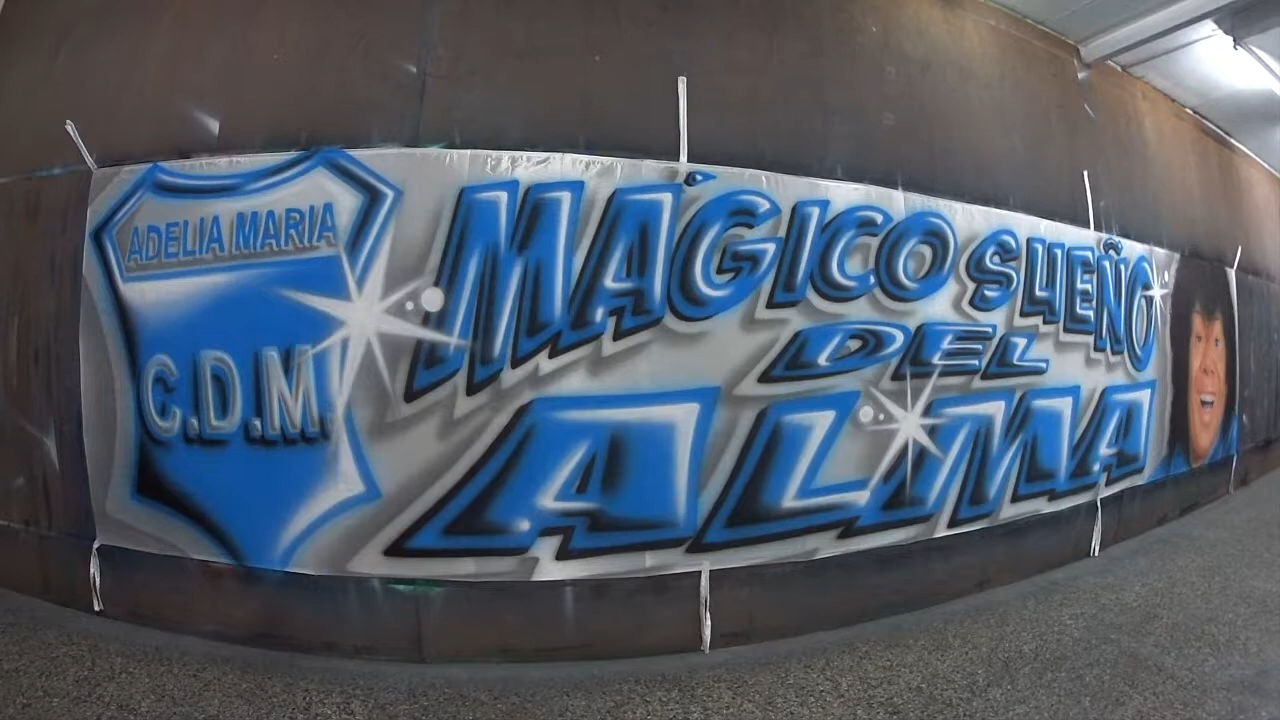 ADELIA MARIA
C.D.M.
MÁGICO SUEÑO
DEL
ALMA